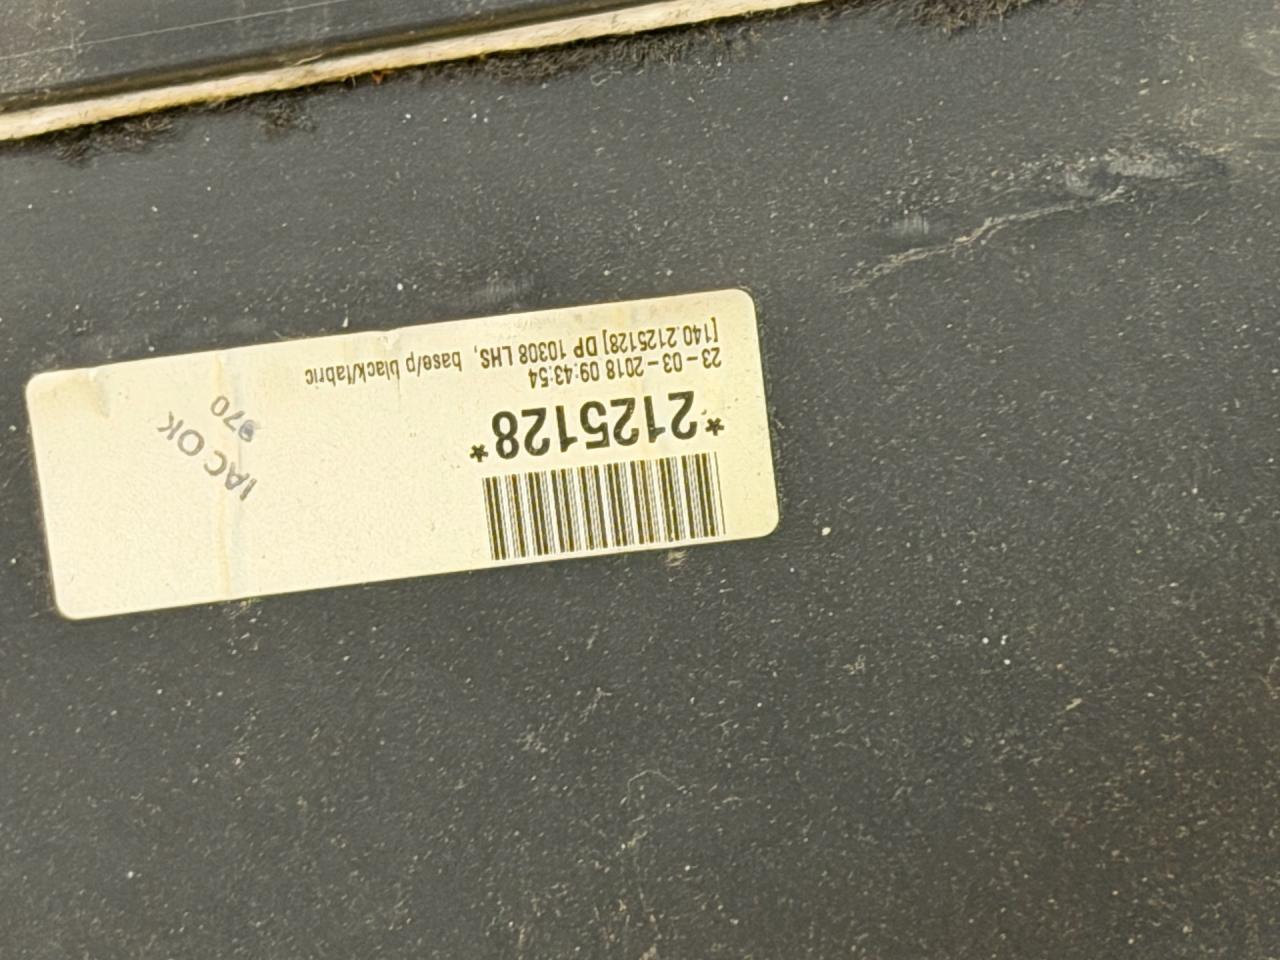 *2125128*
23-03-2018 09:43:54
[140.2125128] DP 10308 LHS, base/p black/fabric
IAC OK
970